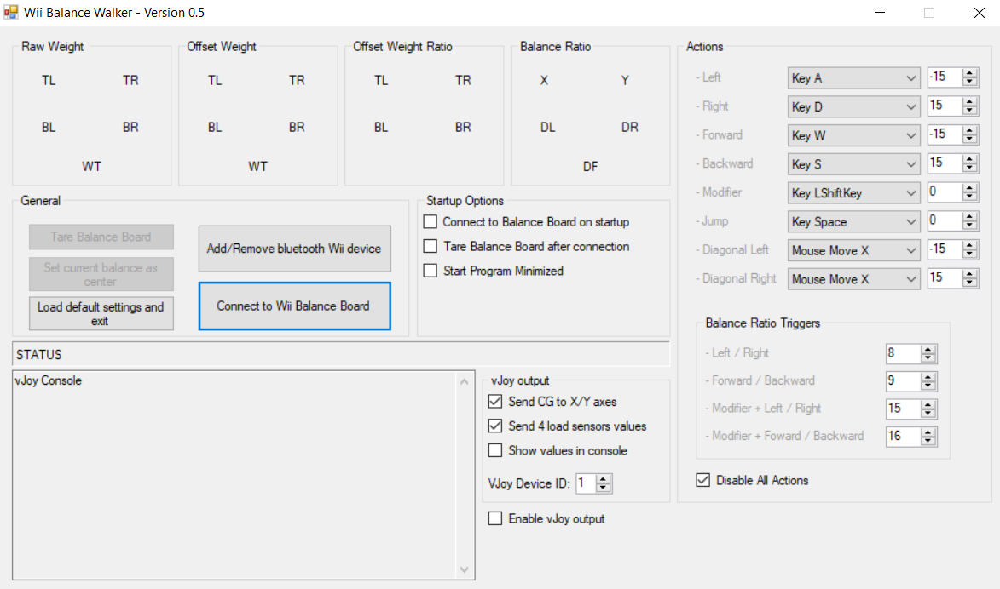 Wii Balance Walker - Version 0.5
Raw Weight
TL TR
BL BR
WT
Offset Weight
TL TR
BL BR
WT
Offset Weight Ratio
TL TR
BL BR
Balance Ratio
X Y
DL DR
DF
General
Tare Balance Board
Set current balance as
center
Load default settings and
exit
Add/Remove bluetooth Wii device
Connect to Wii Balance Board
Startup Options
Connect to Balance Board on startup
Tare Balance Board after connection
Start Program Minimized
STATUS
vJoy Console
vJoy output
Send CG to X/Y axes
Send 4 load sensors values
Show values in console
VJoy Device ID: 1
Enable vJoy output
Actions
- Left Key A -15
- Right Key D 15
- Forward Key W -15
- Backward Key S 15
- Modifier Key LShiftKey 0
- Jump Key Space 0
- Diagonal Left Mouse Move X -15
- Diagonal Right Mouse Move X 15
Balance Ratio Triggers
- Left / Right 8
- Forward / Backward 9
- Modifier + Left / Right 15
- Modifier + Foward / Backward 16
Disable All Actions